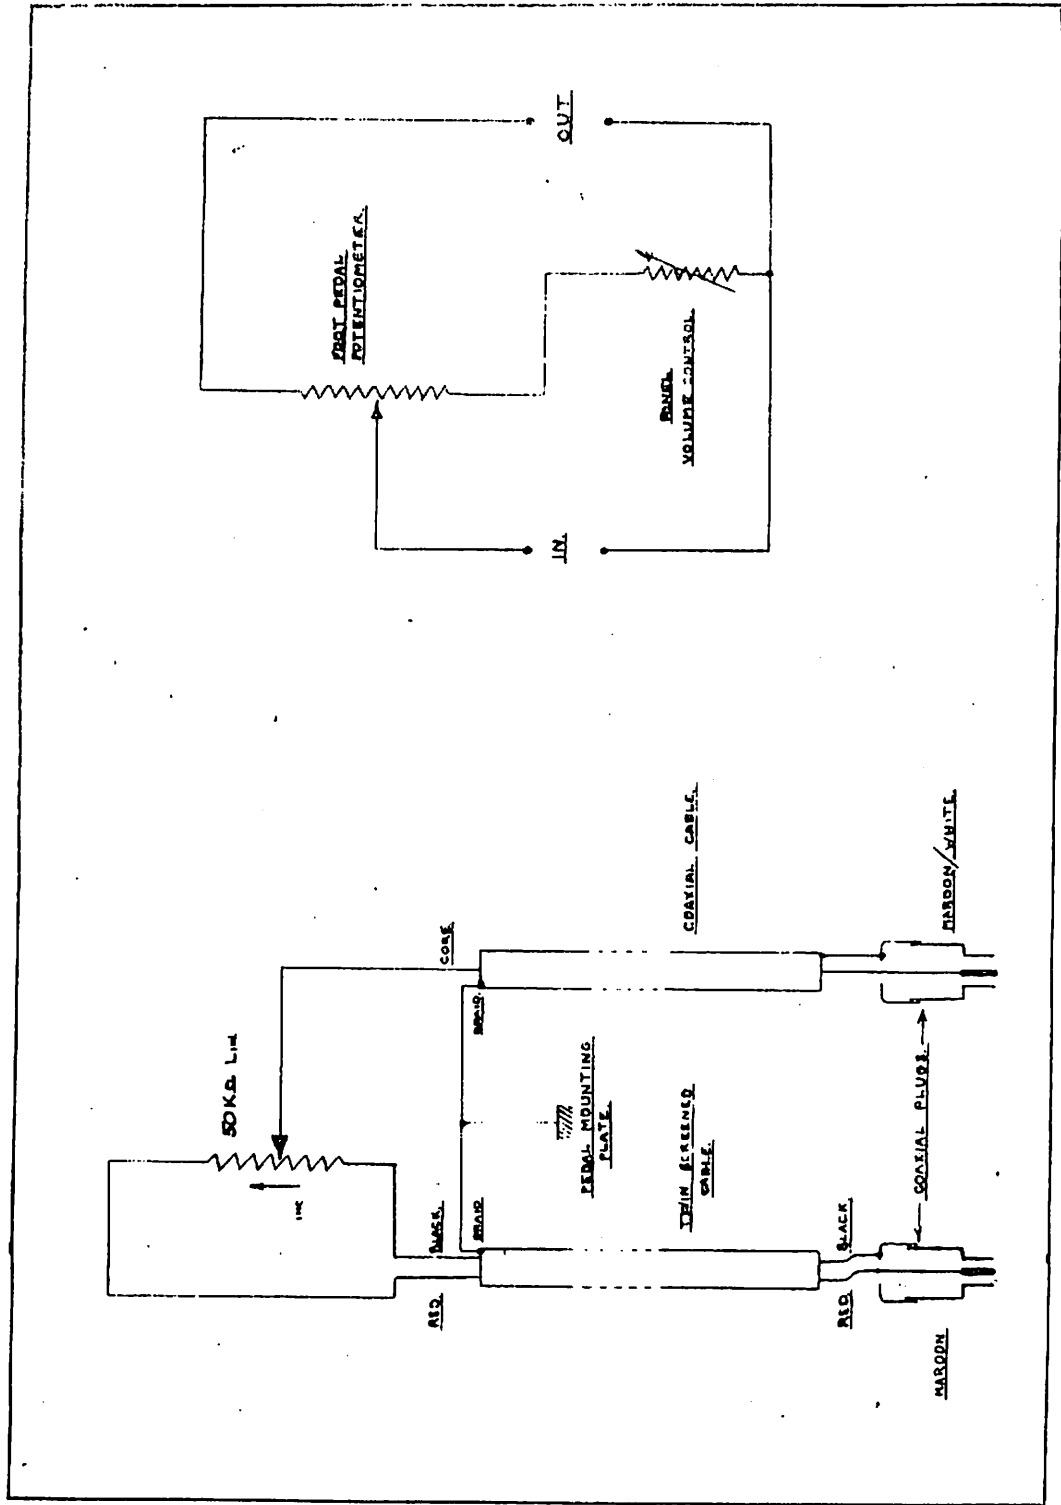 50KΩ LIN
INC
RED
BLACK.
BRAID
CORE
BRAID.
PEDAL MOUNTING
PLATE.
TWIN SCREENED
CABLE.
COAXIAL CABLE.
RED
BLACK
MAROON
COAXIAL PLUGS.
MAROON/WHITE.
FOOT PEDAL
POTENTIOMETER.
IN.
OUT
PANEL
VOLUME CONTROL.